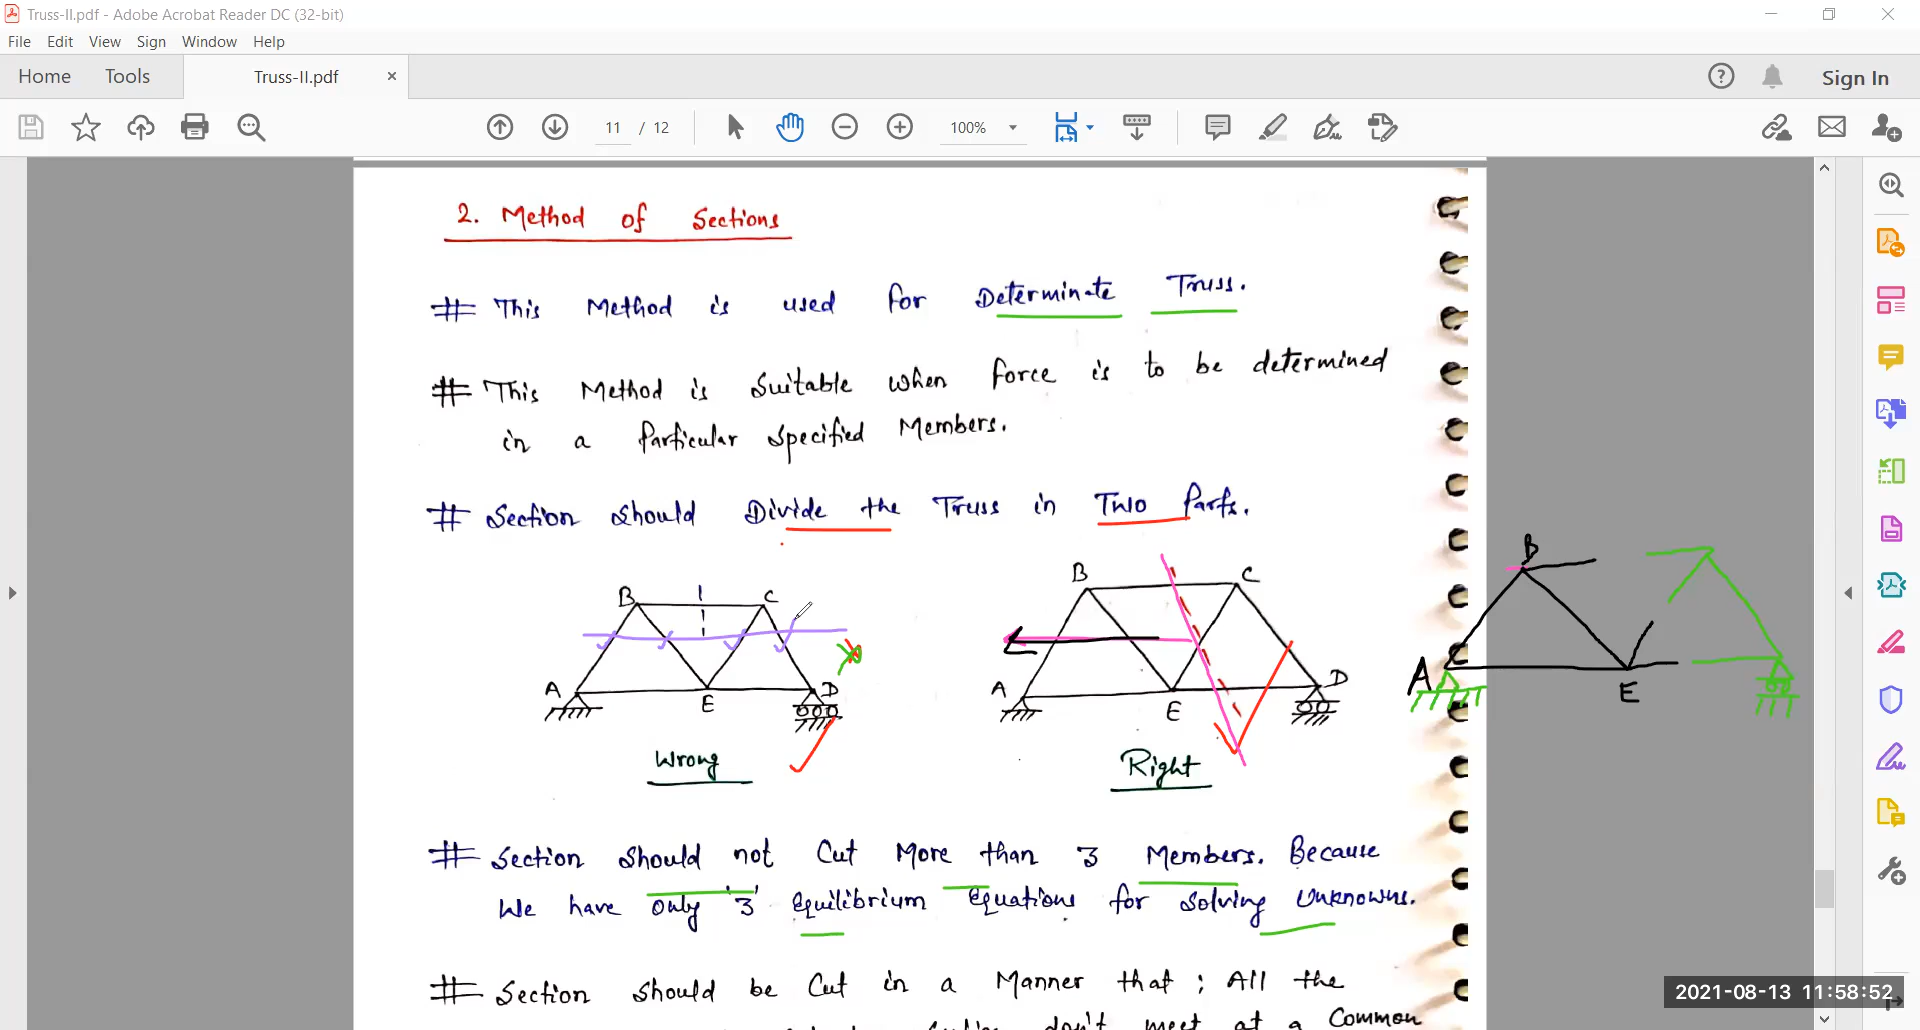 Truss-II.pdf - Adobe Acrobat Reader DC (32-bit)
File Edit View Sign Window Help
Home Tools Truss-II.pdf × Sign In
11 / 12 100%
2. Method of Sections
# This Method is used for Determinate Truss.
# This Method is suitable when force is to be determined
in a Particular specified Members.
# Section should Divide the Truss in Two Parts.
B C
A E D
Wrong
B C
A E D
Right
B
A E
# Section should not Cut More than 3 Members. Because
We have only '3' equilibrium equations for solving Unknowns.
# Section should be Cut in a Manner that ; All the
don't meet at a Common
2021-08-13 11:58:52